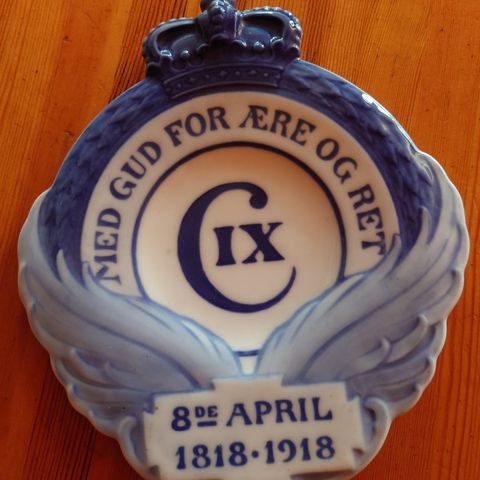 MED GUD FOR ÆRE OG RET
C IX
8DE APRIL
1818·1918